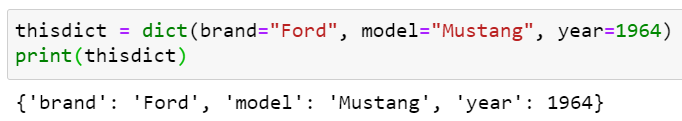 thisdict = dict(brand="Ford", model="Mustang", year=1964)
print(thisdict)
{'brand': 'Ford', 'model': 'Mustang', 'year': 1964}